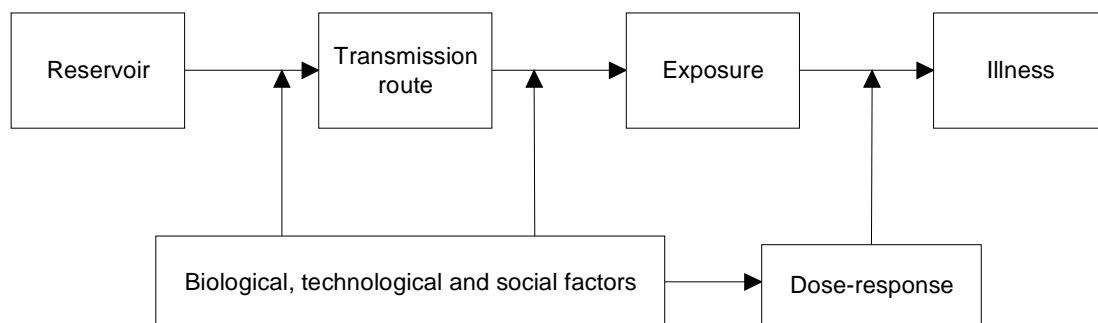 Reservoir
Transmission
route
Exposure
Illness
Biological, technological and social factors
Dose-response